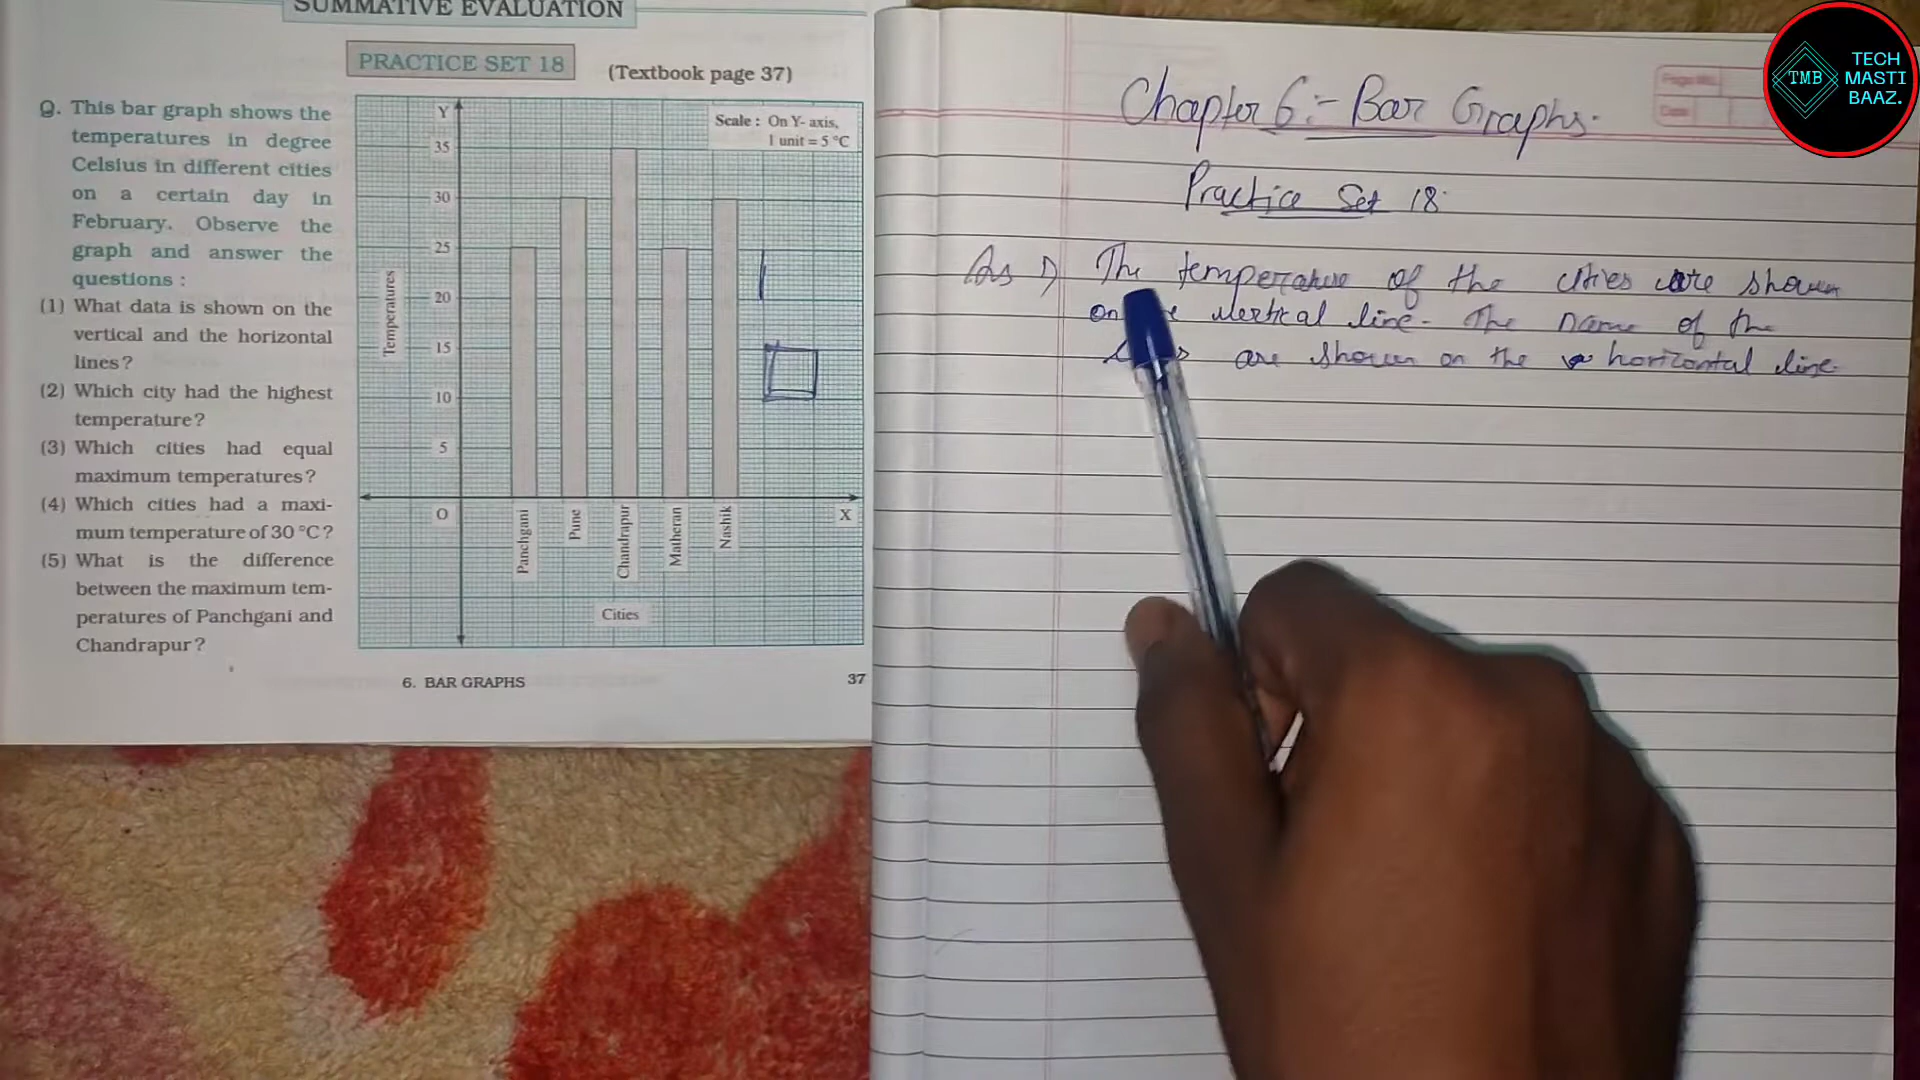 SUMMATIVE EVALUATION
PRACTICE SET 18
(Textbook page 37)
Q. This bar graph shows the
temperatures in degree
Celsius in different cities
on a certain day in
February. Observe the
graph and answer the
questions :
(1) What data is shown on the
vertical and the horizontal
lines?
(2) Which city had the highest
temperature?
(3) Which cities had equal
maximum temperatures?
(4) Which cities had a maxi-
mum temperature of 30 °C?
(5) What is the difference
between the maximum tem-
peratures of Panchgani and
Chandrapur?
Y
Scale : On Y- axis,
1 unit = 5 °C
35
30
25
20
15
10
5
O
X
Temperatures
Panchgani
Pune
Chandrapur
Matheran
Nashik
Cities
6. BAR GRAPHS
37
Chapter 6:- Bar Graphs.
Practice Set 18.
Ans 1) The temperature of the cities are shown
on vertical line. The name of the
are shown on the horizontal line.
Page No.
Date
TMB
TECH
MASTI
BAAZ.